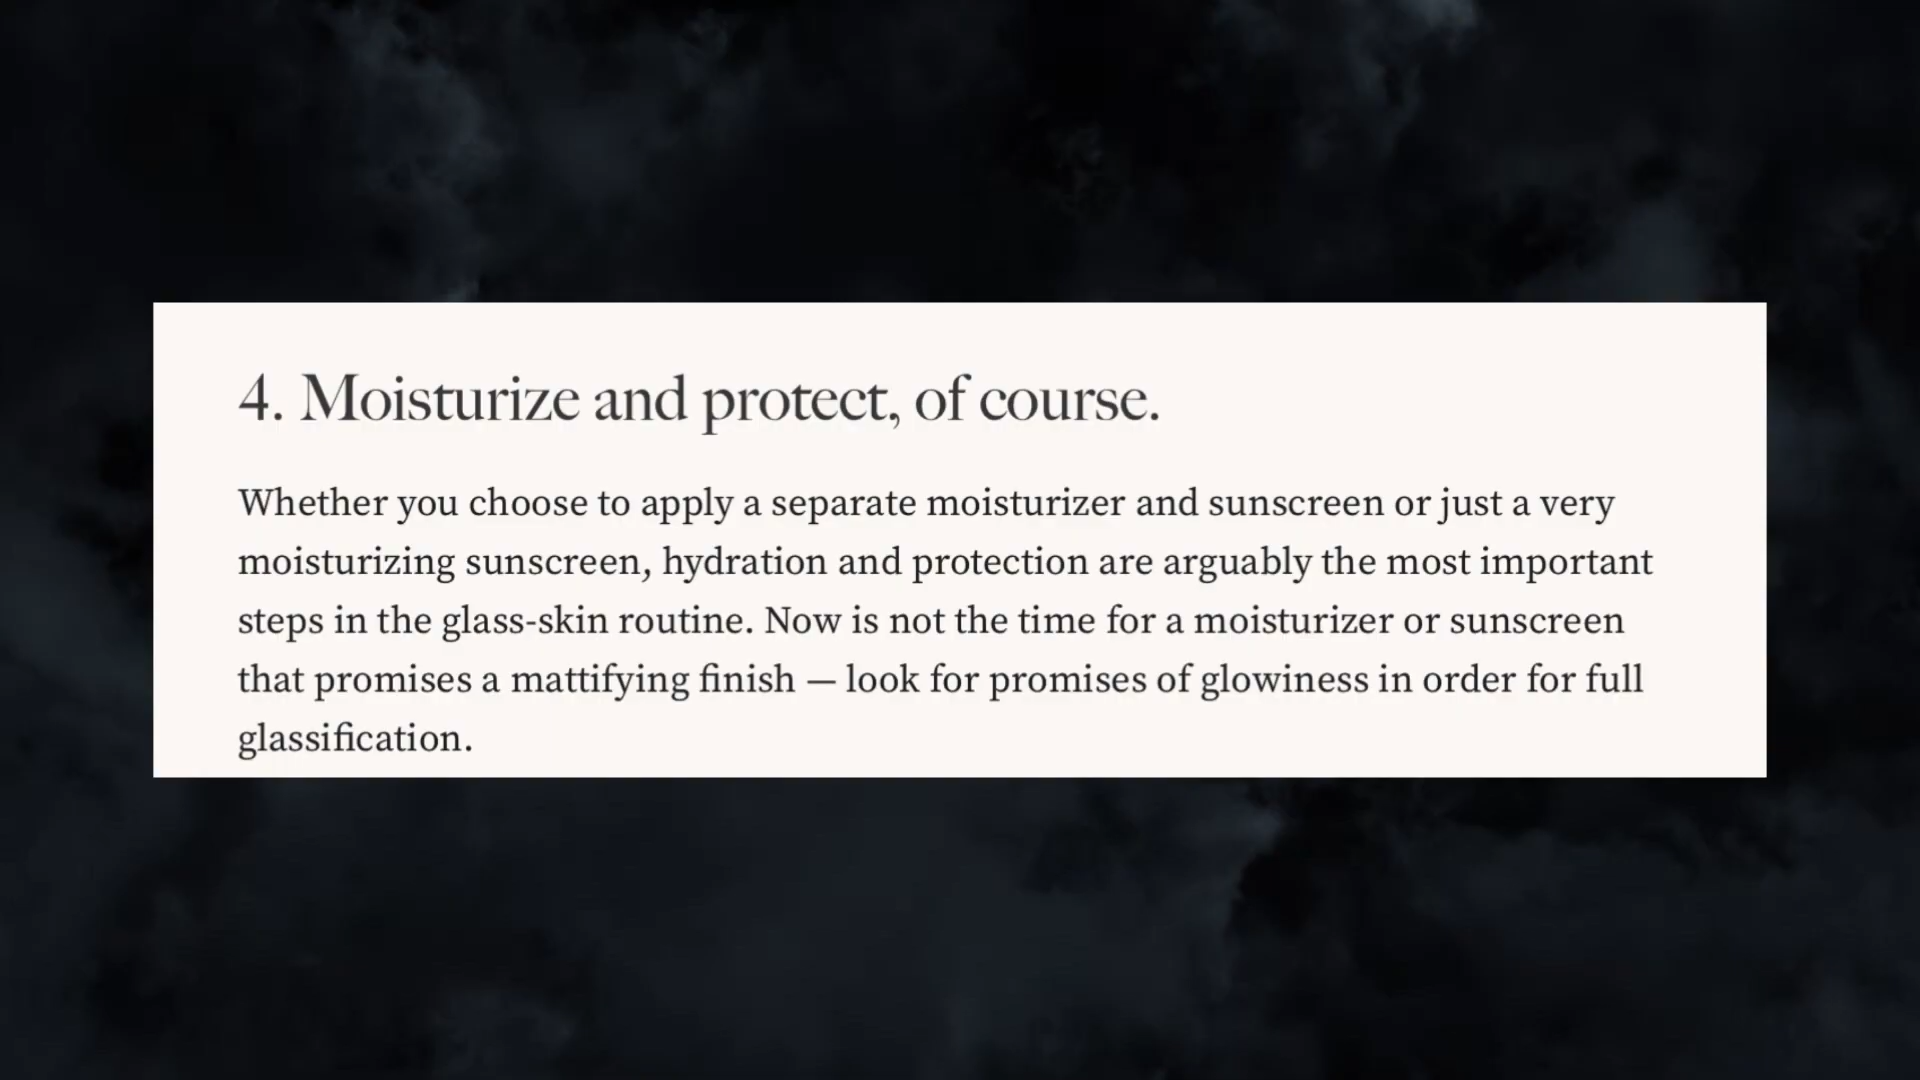 4. Moisturize and protect, of course.
Whether you choose to apply a separate moisturizer and sunscreen or just a very
moisturizing sunscreen, hydration and protection are arguably the most important
steps in the glass-skin routine. Now is not the time for a moisturizer or sunscreen
that promises a mattifying finish — look for promises of glowiness in order for full
glassification.